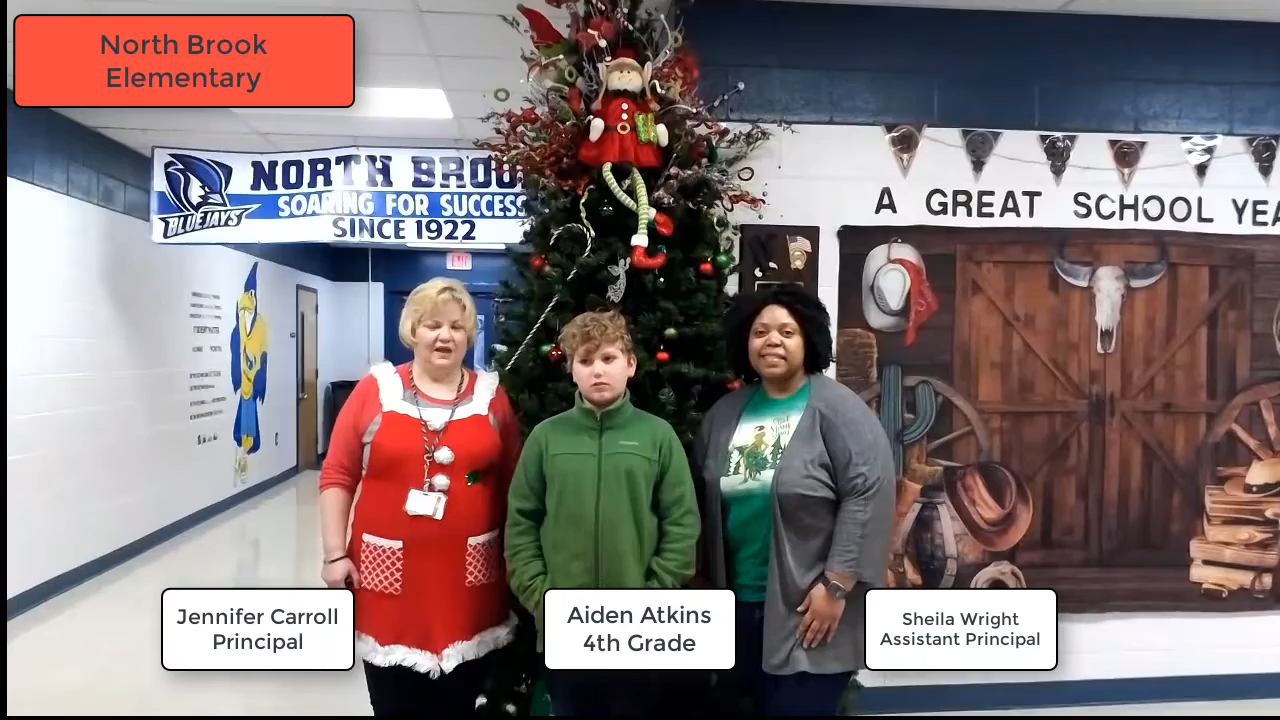 North Brook
Elementary
NORTH BROO
SOARING FOR SUCCESS
SINCE 1922
BLUEJAYS
EXIT
A GREAT SCHOOL YEA
Jennifer Carroll
Principal
Aiden Atkins
4th Grade
Sheila Wright
Assistant Principal